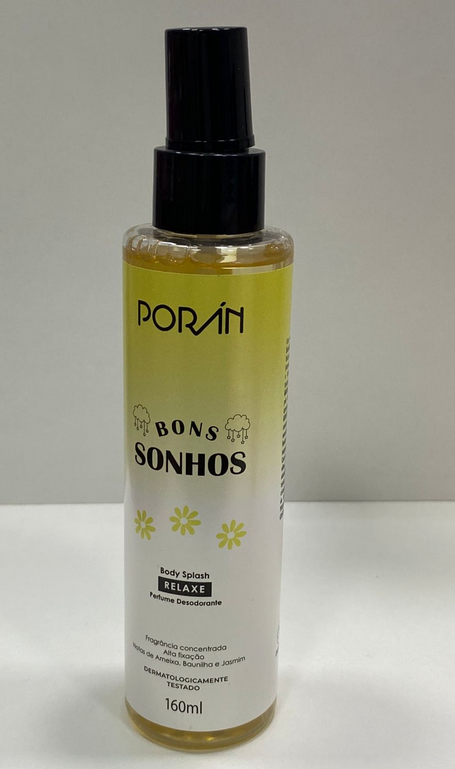 PORÁN
BONS
SONHOS
Body Splash
RELAXE
Perfume Desodorante
Fragrância concentrada
Alta fixação
Notas de Ameixa, Baunilha e Jasmim
DERMATOLOGICAMENTE
TESTADO
160ml